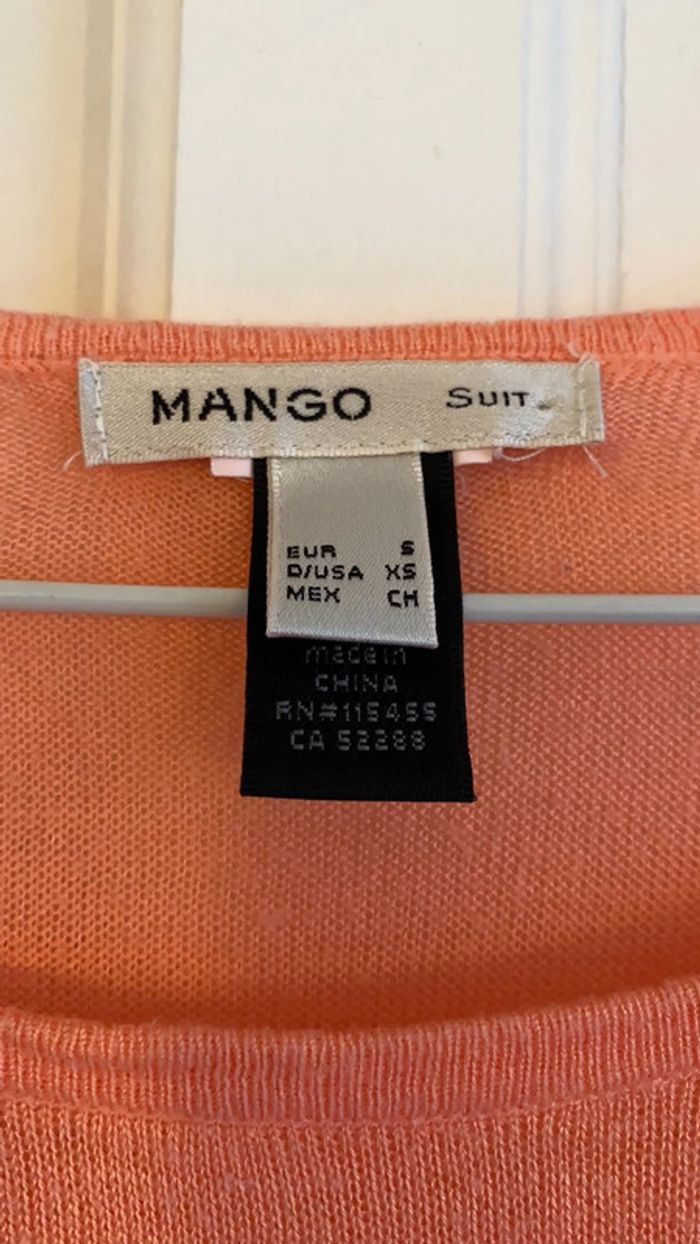 MANGO SUIT
EUR S
D/USA XS
MEX CH
made in
CHINA
RN#115455
CA 52288